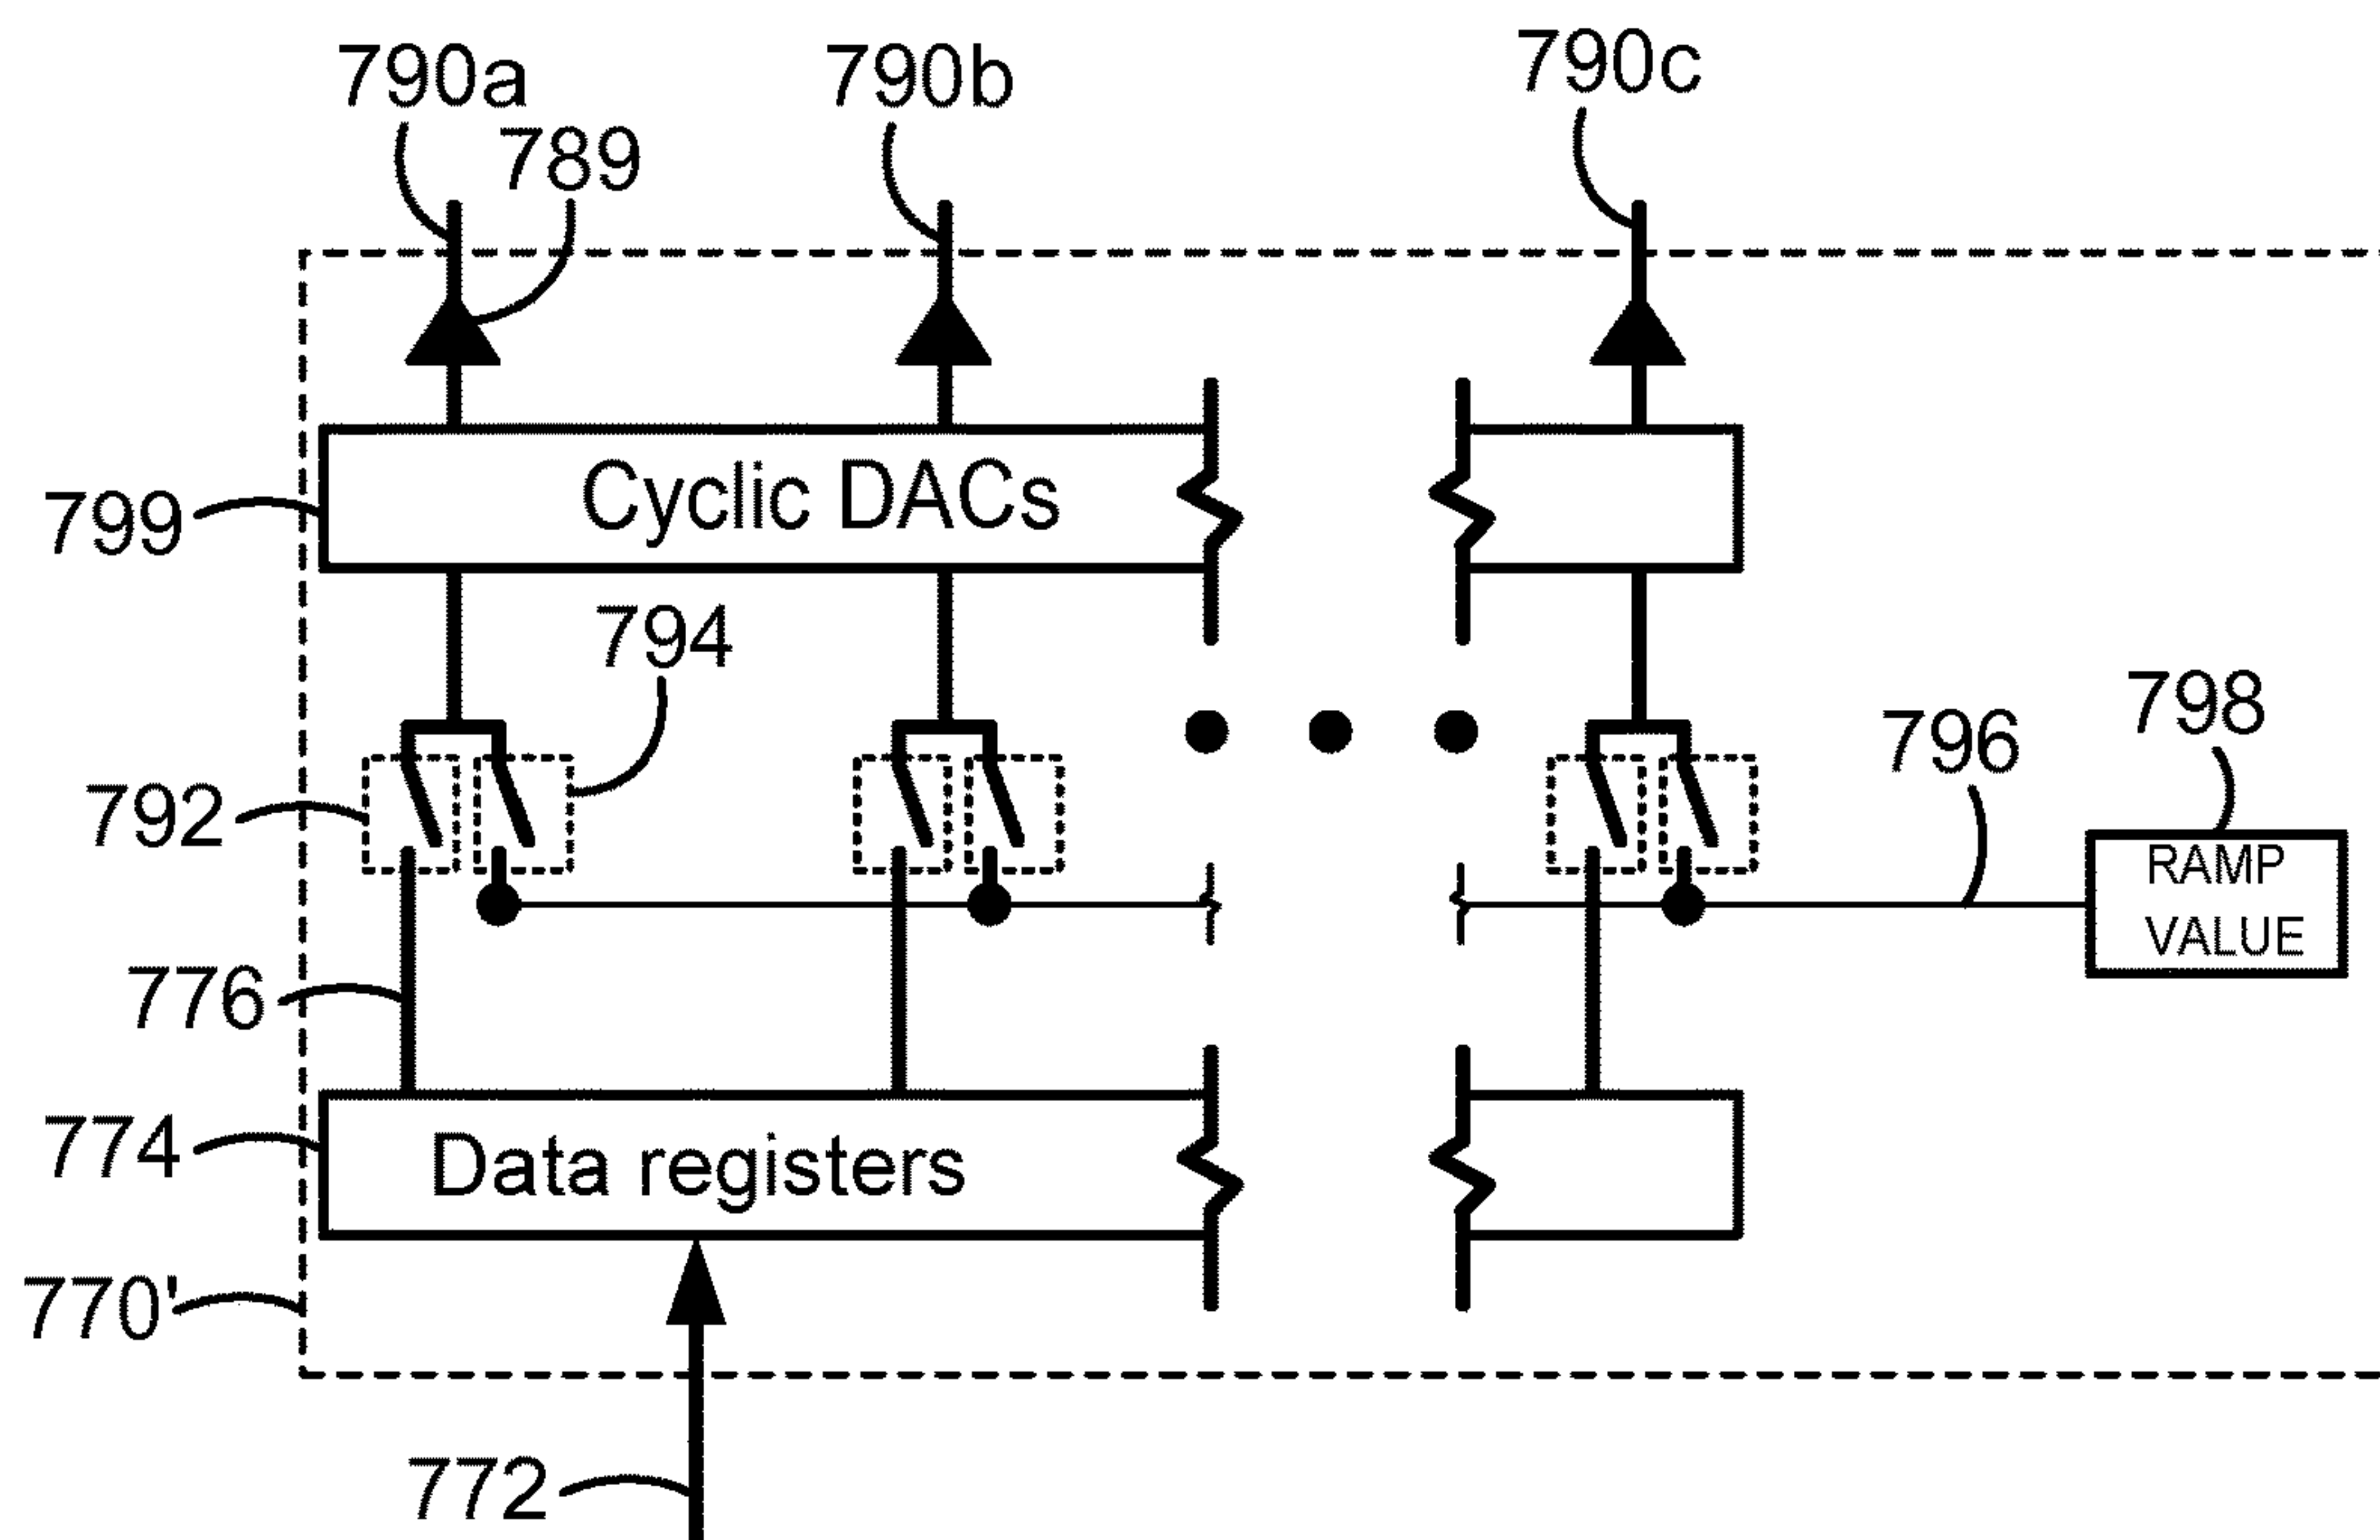 790a
790b
790c
789
Cyclic DACs
799
794
798
796
792
RAMP
VALUE
776
774
Data registers
770'
772